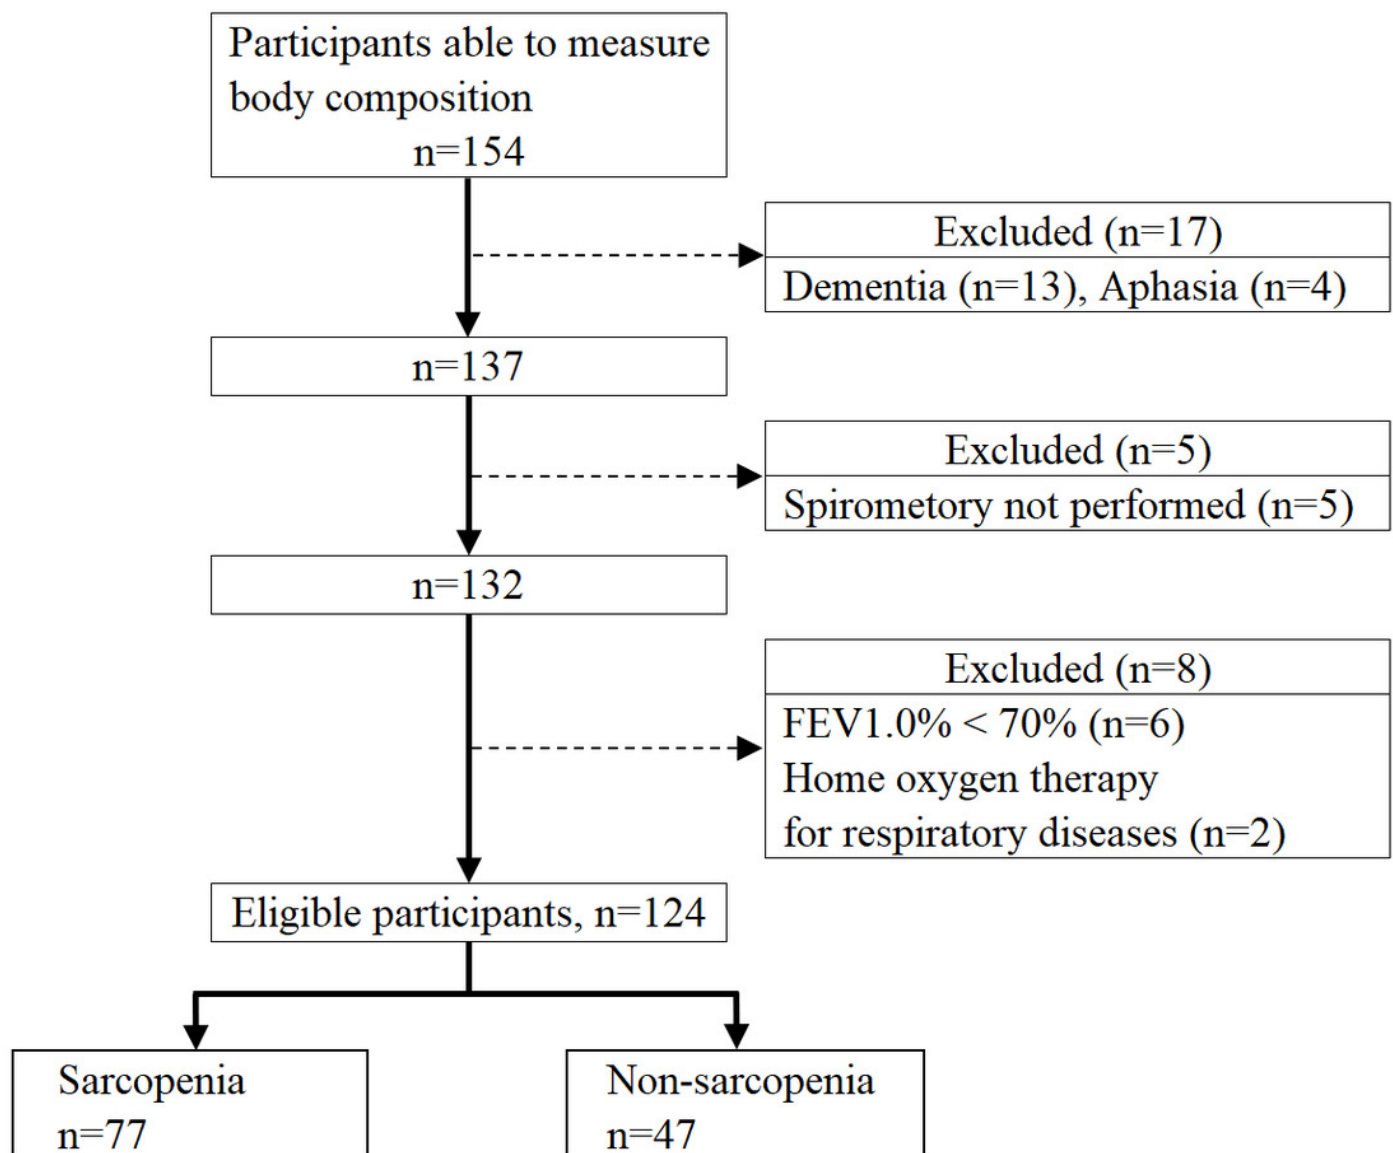 Participants able to measure
body composition
n=154
Excluded (n=17)
Dementia (n=13), Aphasia (n=4)
n=137
Excluded (n=5)
Spirometory not performed (n=5)
n=132
Excluded (n=8)
FEV1.0% < 70% (n=6)
Home oxygen therapy
for respiratory diseases (n=2)
Eligible participants, n=124
Sarcopenia
n=77
Non-sarcopenia
n=47